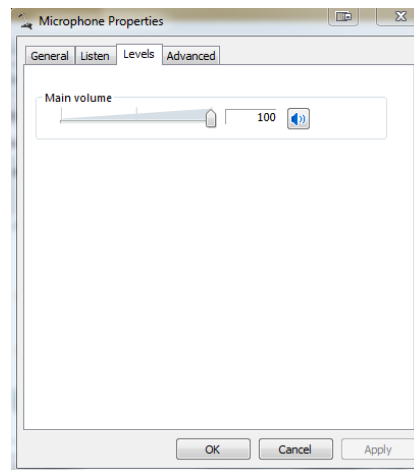 Microphone Properties
General Listen Levels Advanced
Main volume
100
OK Cancel Apply